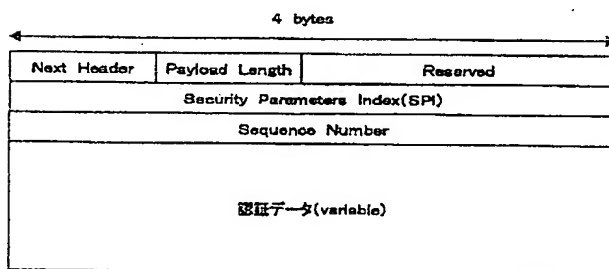 4 bytes
Next Header Payload Length Reserved
Security Parameters Index(SPI)
Sequence Number
認証データ(variable)